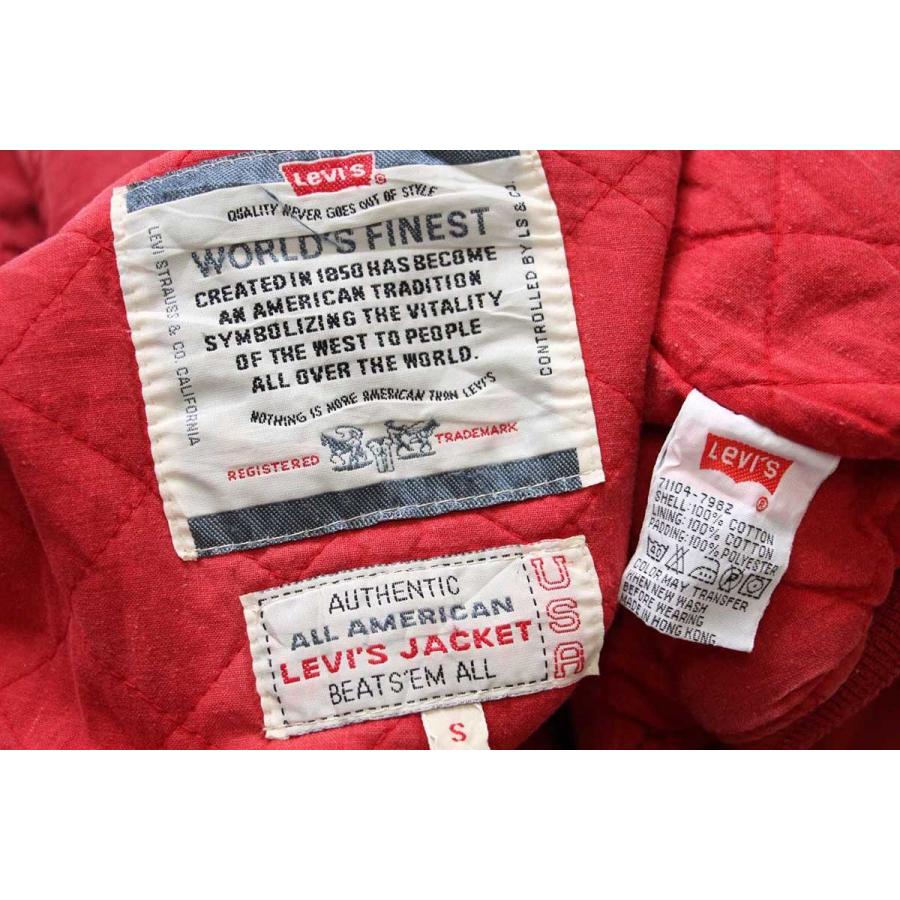 Levi's®
QUALITY NEVER GOES OUT OF STYLE
WORLD'S FINEST
CREATED IN 1850 HAS BECOME
AN AMERICAN TRADITION
SYMBOLIZING THE VITALITY
OF THE WEST TO PEOPLE
ALL OVER THE WORLD.
NOTHING IS MORE AMERICAN THAN LEVI'S
REGISTERED TRADEMARK
LEVI STRAUSS & CO. CALIFORNIA
CONTROLLED BY LS & CO.
AUTHENTIC
ALL AMERICAN
LEVI'S JACKET
BEATS'EM ALL
USA
S
Levi's®
71104-7982
SHELL: 100% COTTON
LINING: 100% COTTON
PADDING: 100% POLYESTER
40 P
COLOR MAY TRANSFER
WHEN NEW WASH
BEFORE WEARING
MADE IN HONG KONG